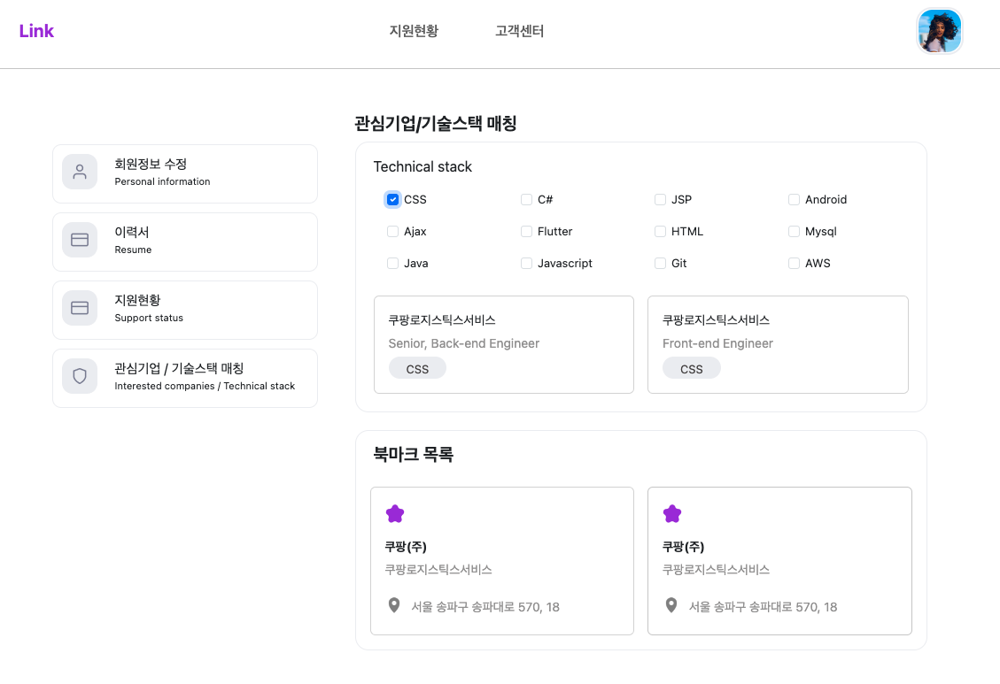 Link
지원현황
고객센터
회원정보 수정
Personal information
이력서
Resume
지원현황
Support status
관심기업 / 기술스택 매칭
Interested companies / Technical stack
관심기업/기술스택 매칭
Technical stack
CSS
C#
JSP
Android
Ajax
Flutter
HTML
Mysql
Java
Javascript
Git
AWS
쿠팡로지스틱스서비스
Senior, Back-end Engineer
CSS
쿠팡로지스틱스서비스
Front-end Engineer
CSS
북마크 목록
쿠팡(주)
쿠팡로지스틱스서비스
서울 송파구 송파대로 570, 18
쿠팡(주)
쿠팡로지스틱스서비스
서울 송파구 송파대로 570, 18